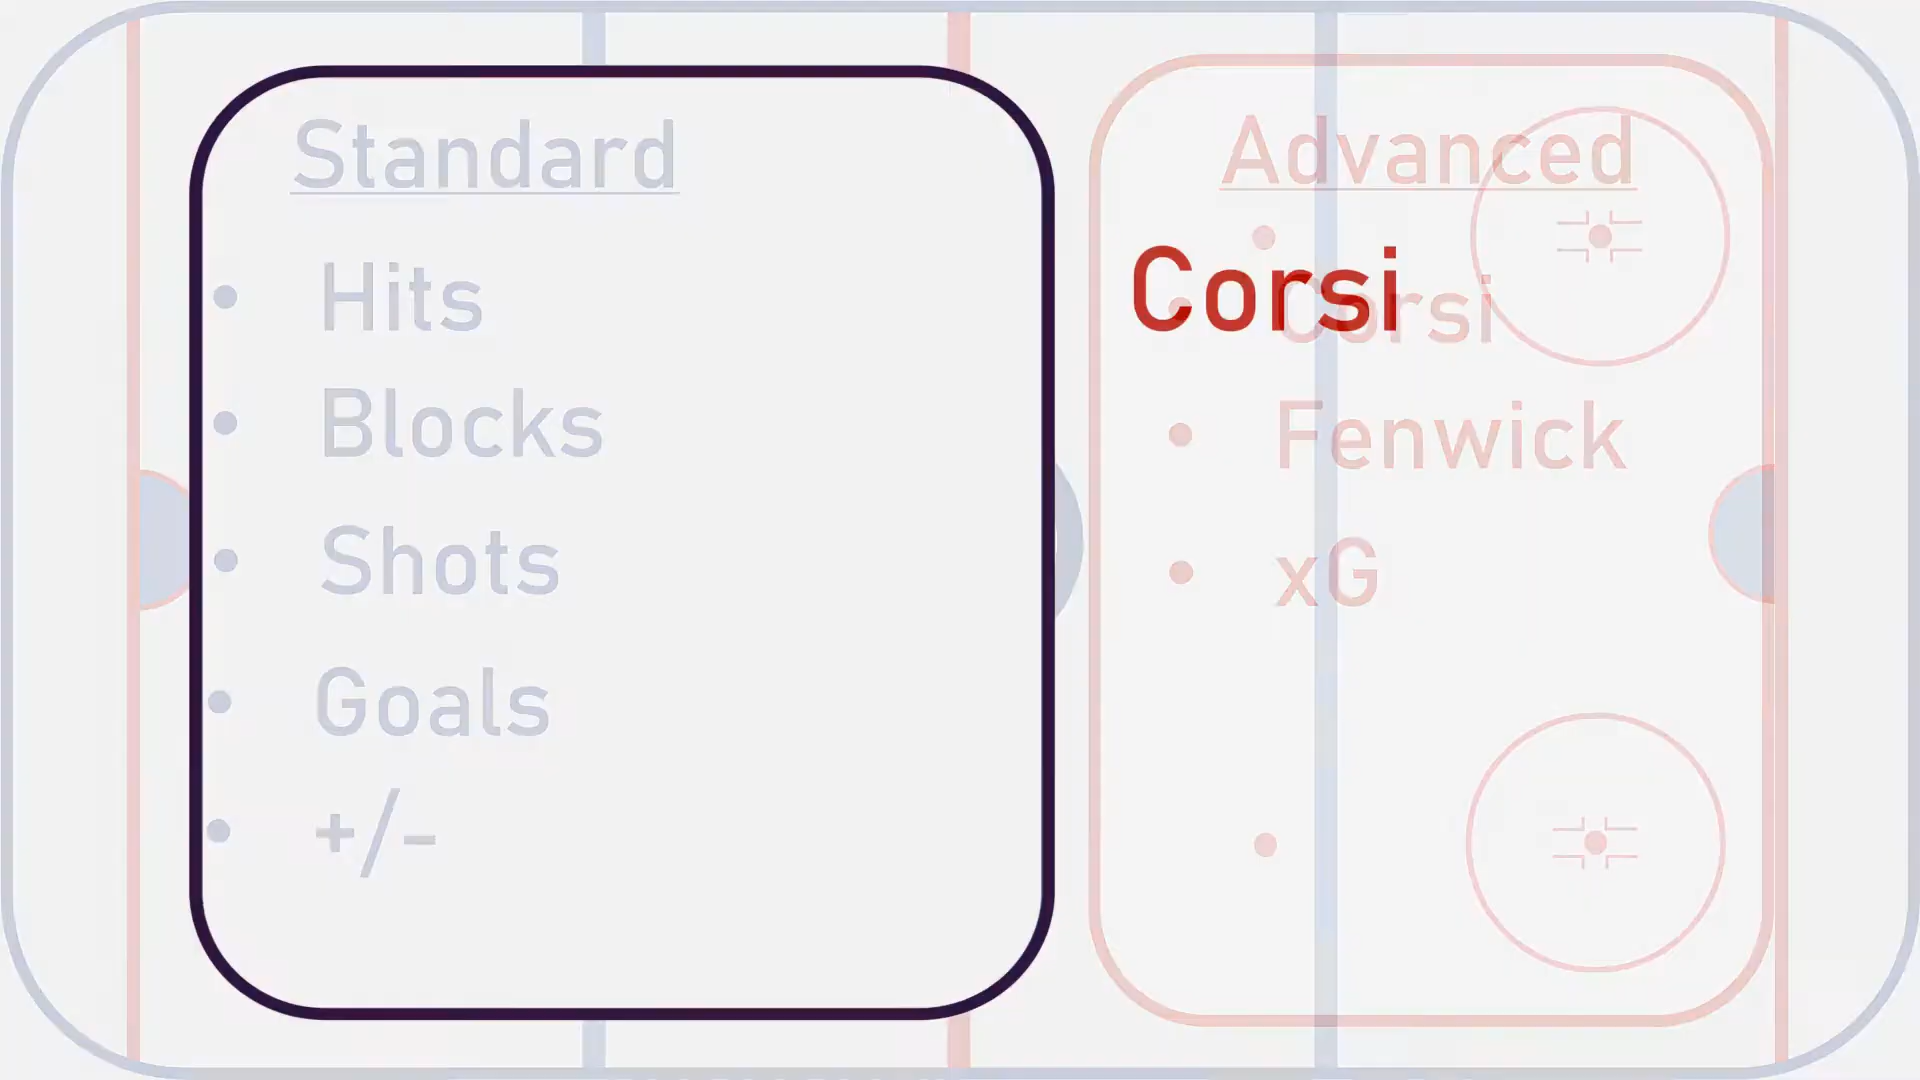 Standard
• Hits
• Blocks
• Shots
• Goals
• +/-
Advanced
Corsi
• Corsi
• Fenwick
• xG